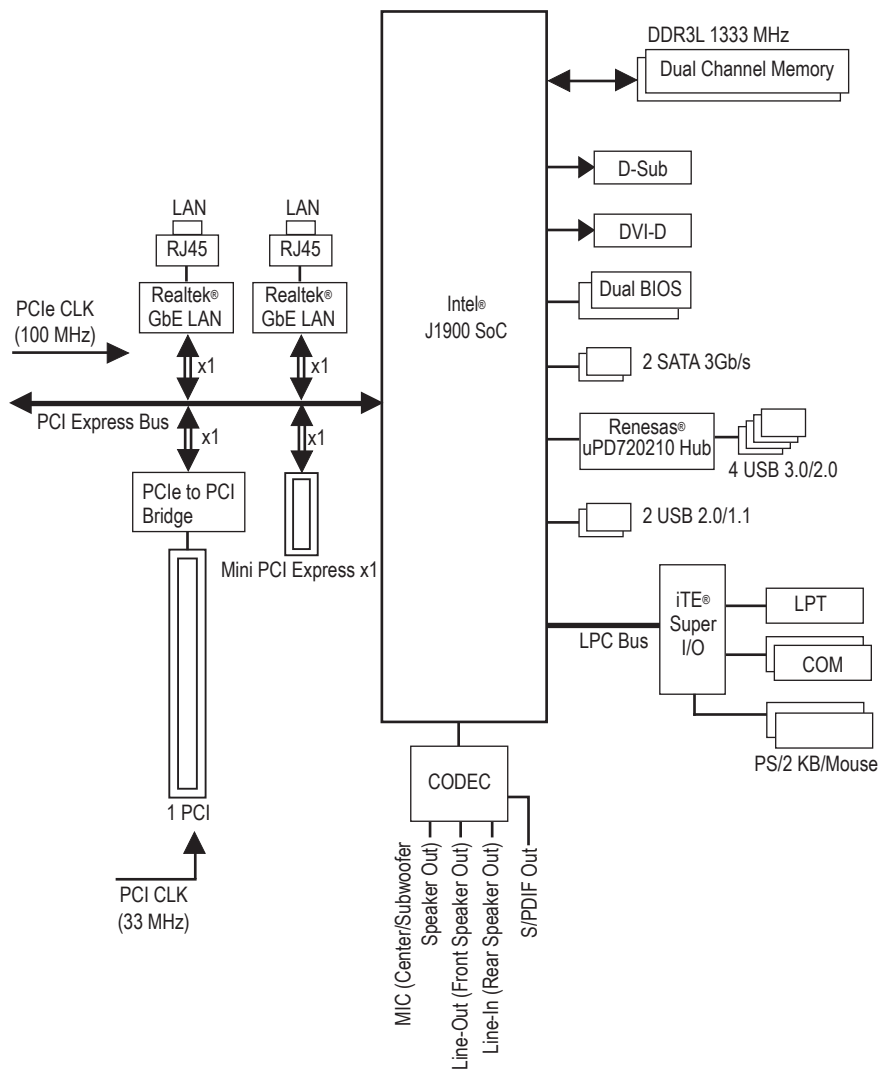 DDR3L 1333 MHz
Dual Channel Memory
D-Sub
DVI-D
Dual BIOS
2 SATA 3Gb/s
Renesas®
uPD720210 Hub
4 USB 3.0/2.0
2 USB 2.0/1.1
Intel®
J1900 SoC
LAN
RJ45
Realtek®
GbE LAN
x1
LAN
RJ45
Realtek®
GbE LAN
x1
PCIe CLK
(100 MHz)
PCI Express Bus
x1
x1
PCIe to PCI
Bridge
Mini PCI Express x1
1 PCI
PCI CLK
(33 MHz)
LPC Bus
iTE®
Super
I/O
LPT
COM
PS/2 KB/Mouse
CODEC
MIC (Center/Subwoofer
Speaker Out)
Line-Out (Front Speaker Out)
Line-In (Rear Speaker Out)
S/PDIF Out